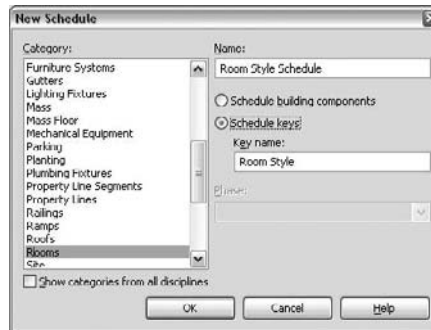 New Schedule
Category:
Furniture Systems
Gutters
Lighting Fixtures
Mass
Mass Floor
Mechanical Equipment
Parking
Planting
Plumbing Fixtures
Property Line Segments
Property Lines
Railings
Ramps
Roofs
Rooms
Site
Show categories from all disciplines
Name:
Room Style Schedule
Schedule building components
Schedule keys
Key name:
Room Style
Phase:
OK
Cancel
Help